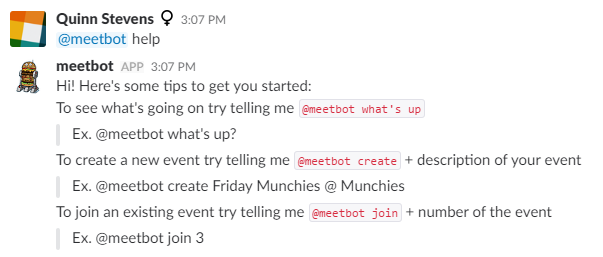 Quinn Stevens ♀ 3:07 PM
@meetbot help
meetbot APP 3:07 PM
Hi! Here's some tips to get you started:
To see what's going on try telling me @meetbot what's up
Ex. @meetbot what's up?
To create a new event try telling me @meetbot create + description of your event
Ex. @meetbot create Friday Munchies @ Munchies
To join an existing event try telling me @meetbot join + number of the event
Ex. @meetbot join 3